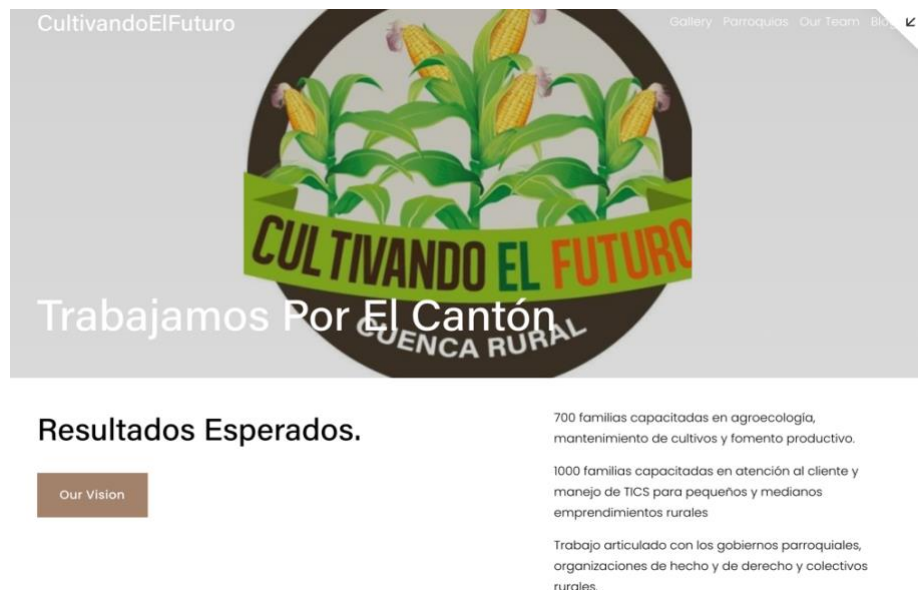 CultivandoElFuturo
Gallery Parroquias Our Team Blog
CULTIVANDO EL FUTURO
Trabajamos Por El Cantón
CUENCA RURAL
Resultados Esperados.
Our Vision
700 familias capacitadas en agroecología,
mantenimiento de cultivos y fomento productivo.
1000 familias capacitadas en atención al cliente y
manejo de TICS para pequeños y medianos
emprendimientos rurales
Trabajo articulado con los gobiernos parroquiales,
organizaciones de hecho y de derecho y colectivos
rurales.